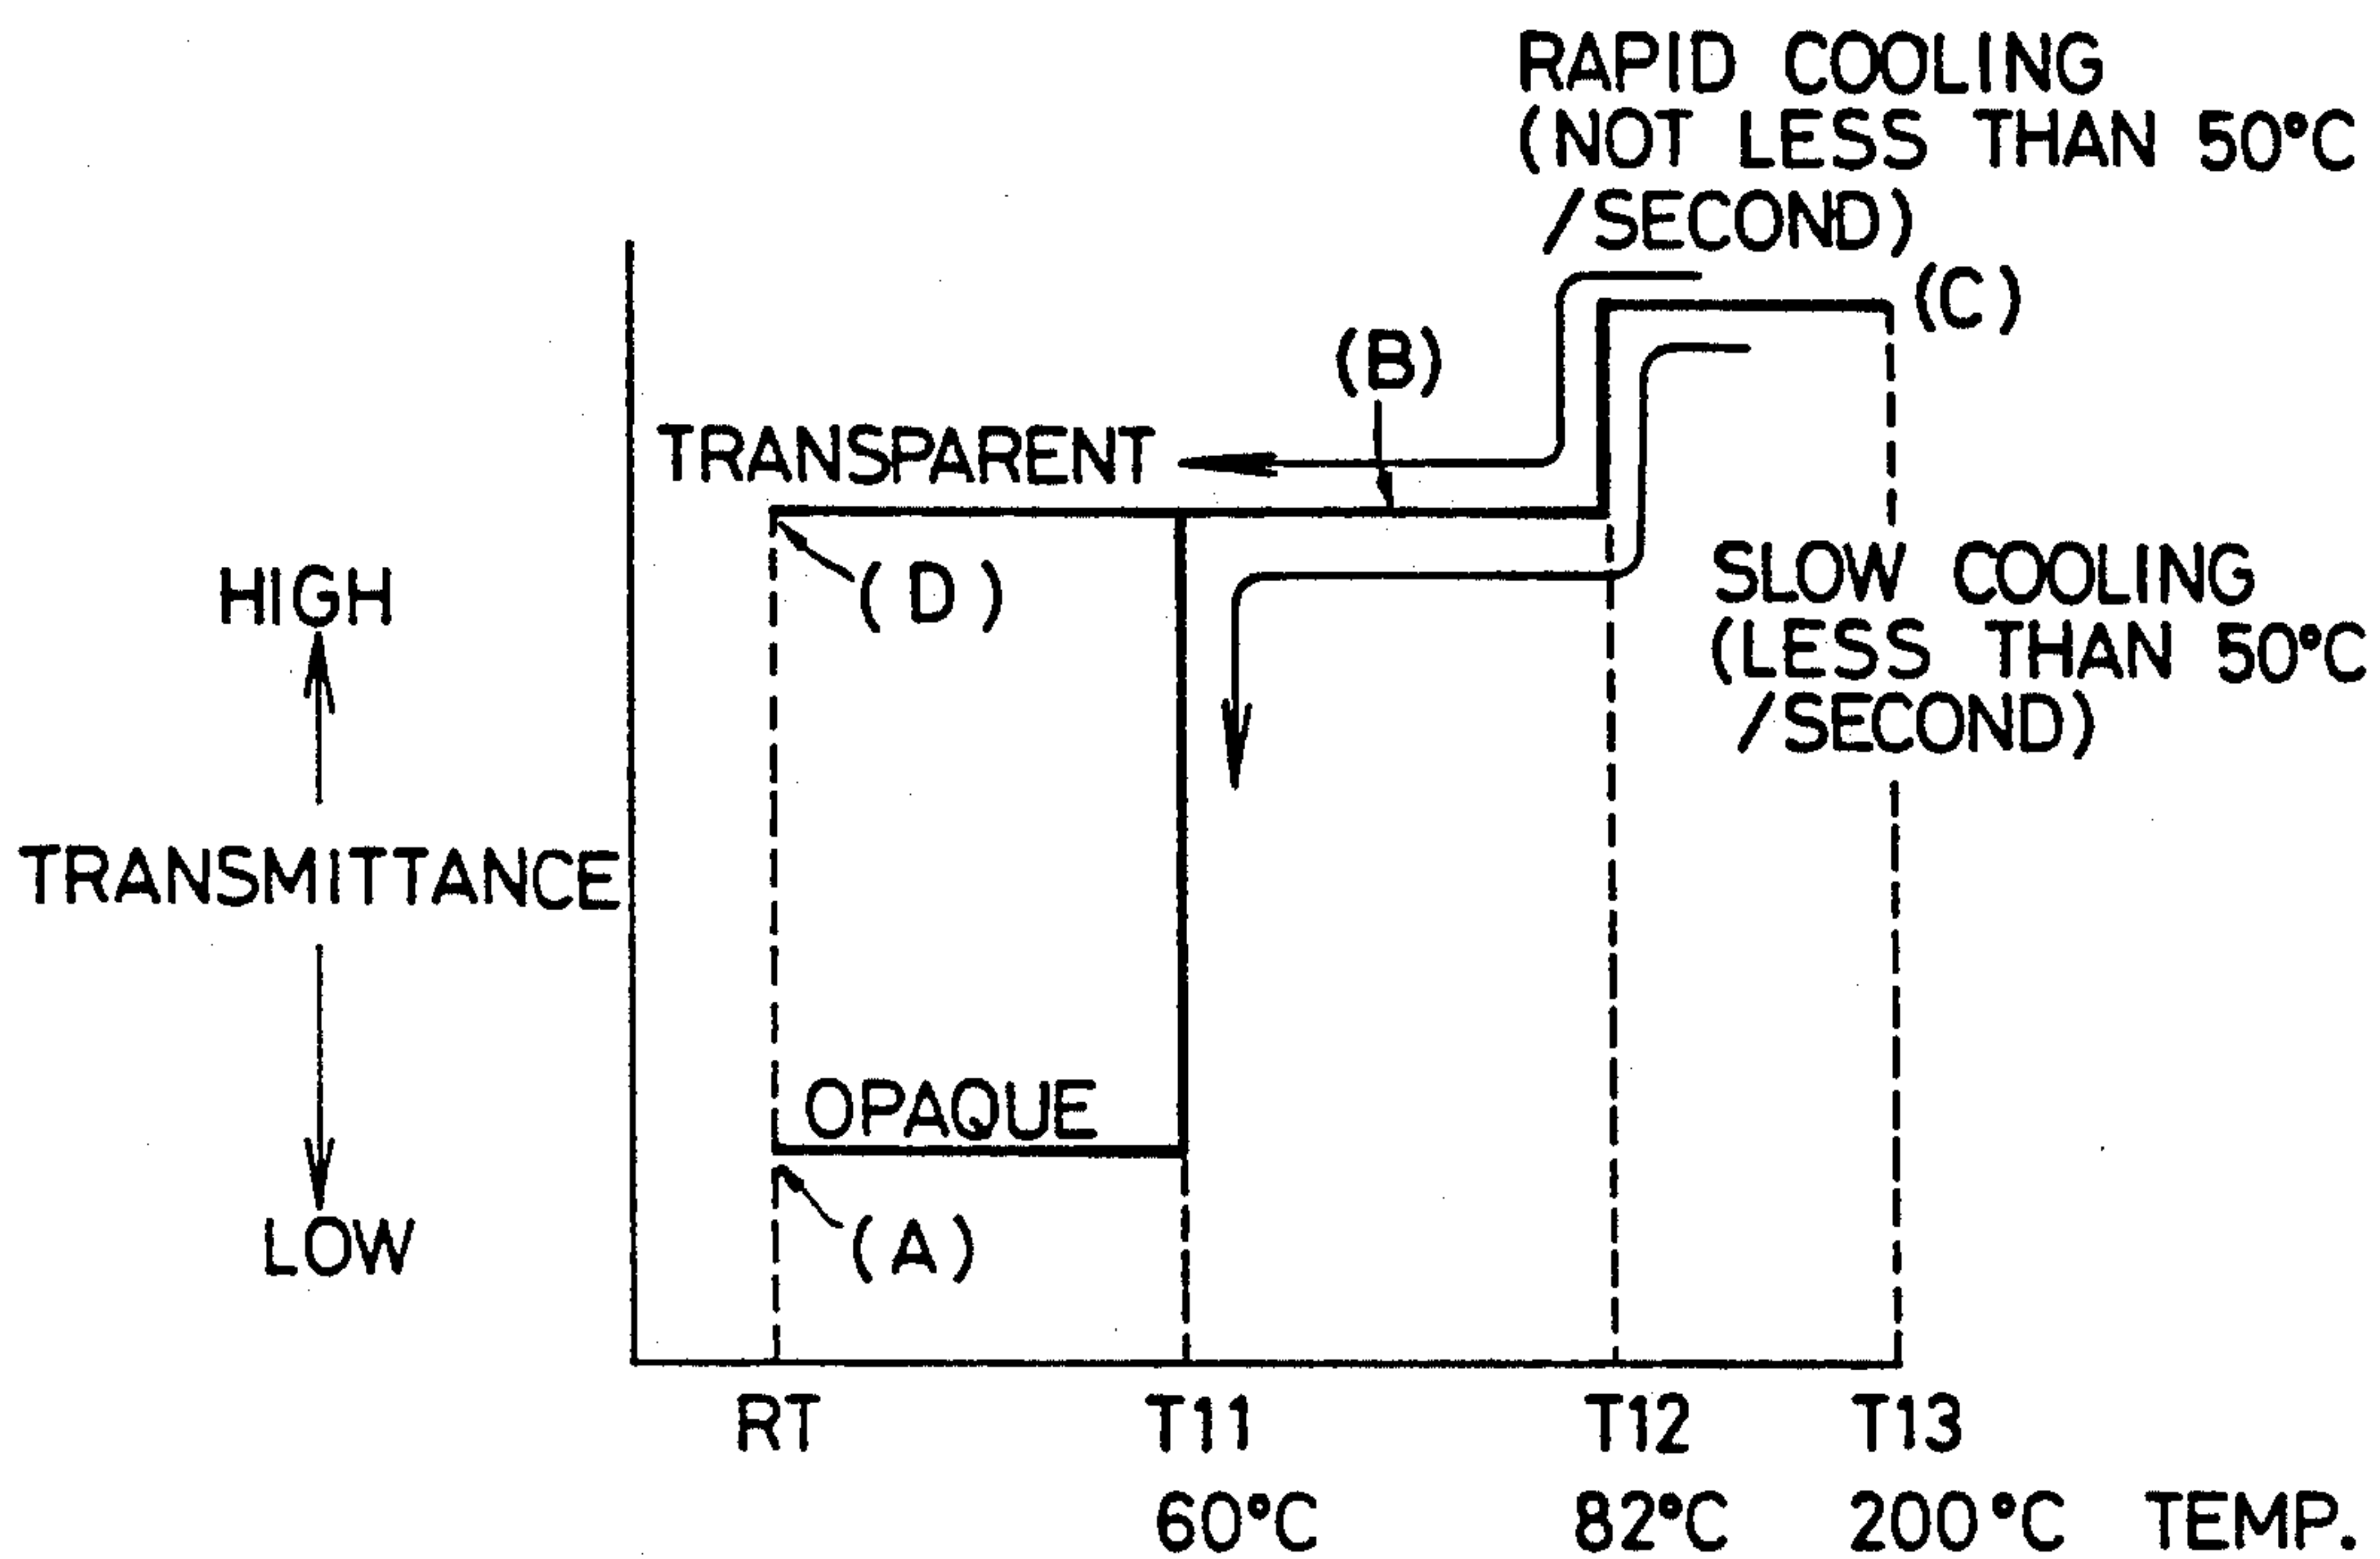 RAPID COOLING
(NOT LESS THAN 50°C
/SECOND)
(C)
(B)
TRANSPARENT
(D)
HIGH
SLOW COOLING
(LESS THAN 50°C
/SECOND)
TRANSMITTANCE
OPAQUE
(A)
LOW
RT T11 T12 T13
60°C 82°C 200°C TEMP.